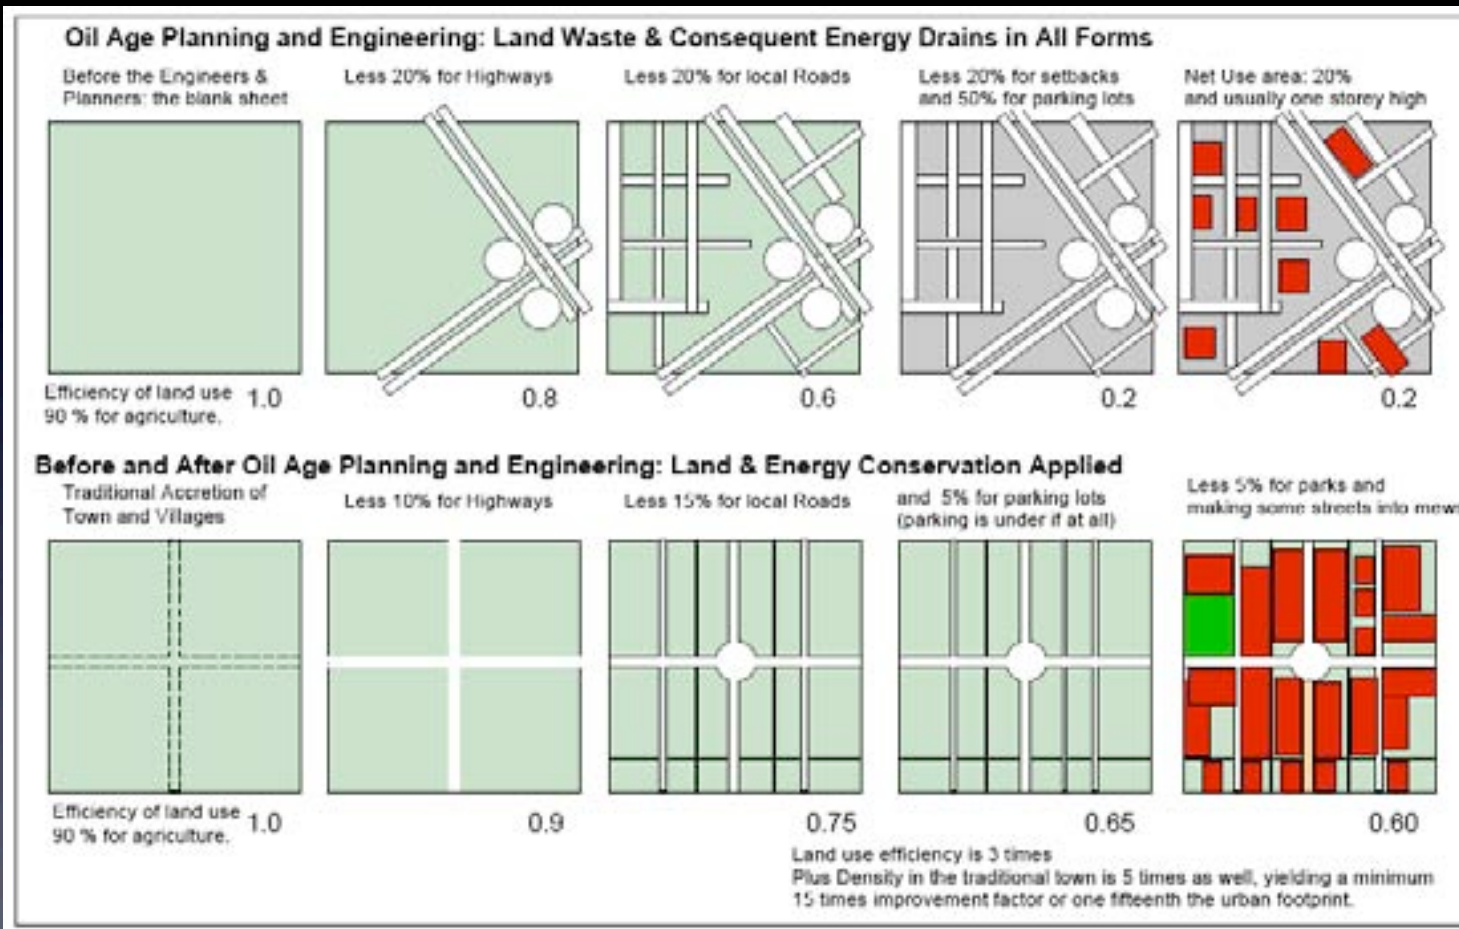 Oil Age Planning and Engineering: Land Waste & Consequent Energy Drains in All Forms
Before the Engineers &
Planners: the blank sheet
Less 20% for Highways
Less 20% for local Roads
Less 20% for setbacks
and 50% for parking lots
Net Use area: 20%
and usually one storey high
Efficiency of land use
90 % for agriculture.
1.0
0.8
0.6
0.2
0.2
Before and After Oil Age Planning and Engineering: Land & Energy Conservation Applied
Traditional Accretion of
Town and Villages
Less 10% for Highways
Less 15% for local Roads
and 5% for parking lots
(parking is under if at all)
Less 5% for parks and
making some streets into mews
Efficiency of land use
90 % for agriculture.
1.0
0.9
0.75
0.65
0.60
Land use efficiency is 3 times
Plus Density in the traditional town is 5 times as well, yielding a minimum
15 times improvement factor or one fifteenth the urban footprint.